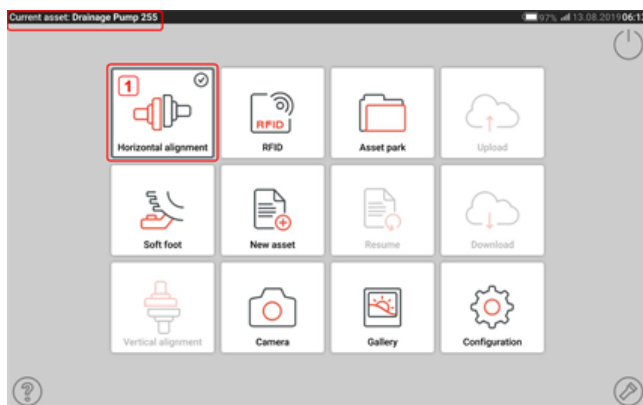 Current asset: Drainage Pump 255
97% 13.08.2019 06:13
1
Horizontal alignment
RFID
RFID
Asset park
Upload
Soft foot
New asset
Resume
Download
Vertical alignment
Camera
Gallery
Configuration
?